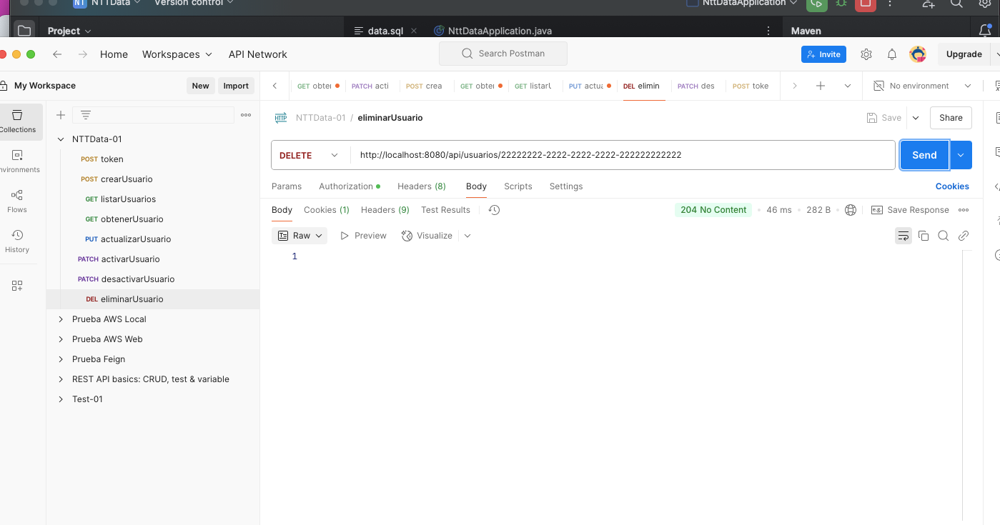 NT NTTData Version control NttDataApplication
Project data.sql NttDataApplication.java Maven
Home Workspaces API Network Search Postman Invite Upgrade
My Workspace New Import GET obter PATCH acti POST crea GET obter GET listarl PUT actua DEL elimin PATCH des POST toke No environment
Collections
NTTData-01
POST token
POST crearUsuario
GET listarUsuarios
GET obtenerUsuario
PUT actualizarUsuario
PATCH activarUsuario
PATCH desactivarUsuario
DEL eliminarUsuario
Prueba AWS Local
Prueba AWS Web
Prueba Feign
REST API basics: CRUD, test & variable
Test-01
nvironments
Flows
History
HTTP NTTData-01 / eliminarUsuario Save Share
DELETE http://localhost:8080/api/usuarios/22222222-2222-2222-2222-222222222222 Send
Params Authorization Headers (8) Body Scripts Settings Cookies
Body Cookies (1) Headers (9) Test Results 204 No Content • 46 ms • 282 B e.g. Save Response
Raw Preview Visualize
1